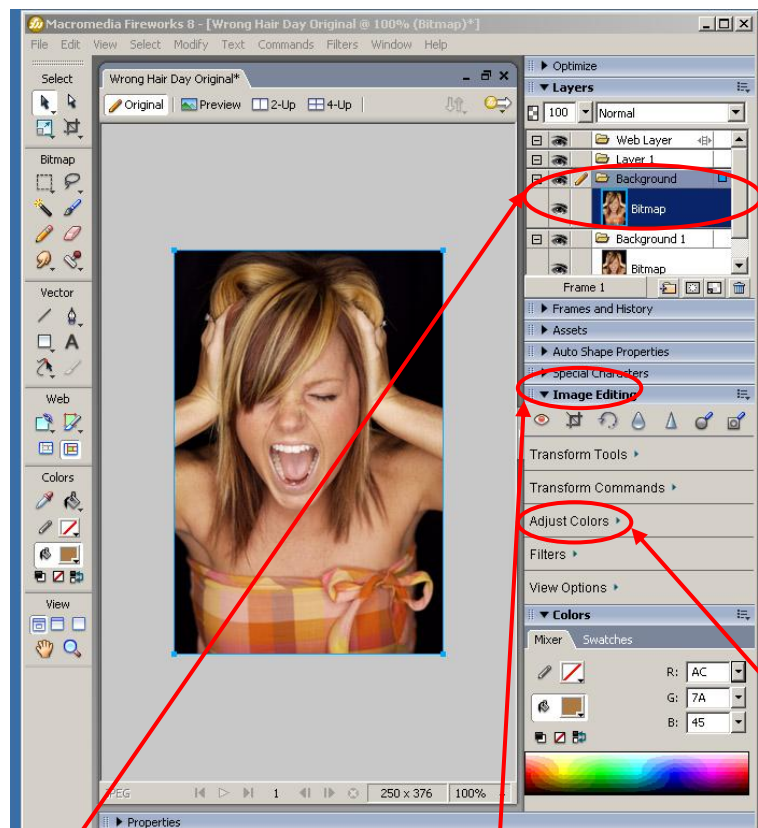 Macromedia Fireworks 8 - [Wrong Hair Day Original @ 100% (Bitmap)*]
File Edit View Select Modify Text Commands Filters Window Help
Select
Bitmap
Vector
Web
Colors
View
Wrong Hair Day Original*
Original Preview 2-Up 4-Up
JPEG 1 250 x 376 100%
Properties
Optimize
Layers
100 Normal
Web Layer
Layer 1
Background
Bitmap
Background 1
Bitmap
Frame 1
Frames and History
Assets
Auto Shape Properties
Special Characters
Image Editing
Transform Tools
Transform Commands
Adjust Colors
Filters
View Options
Colors
Mixer Swatches
R: AC
G: 7A
B: 45